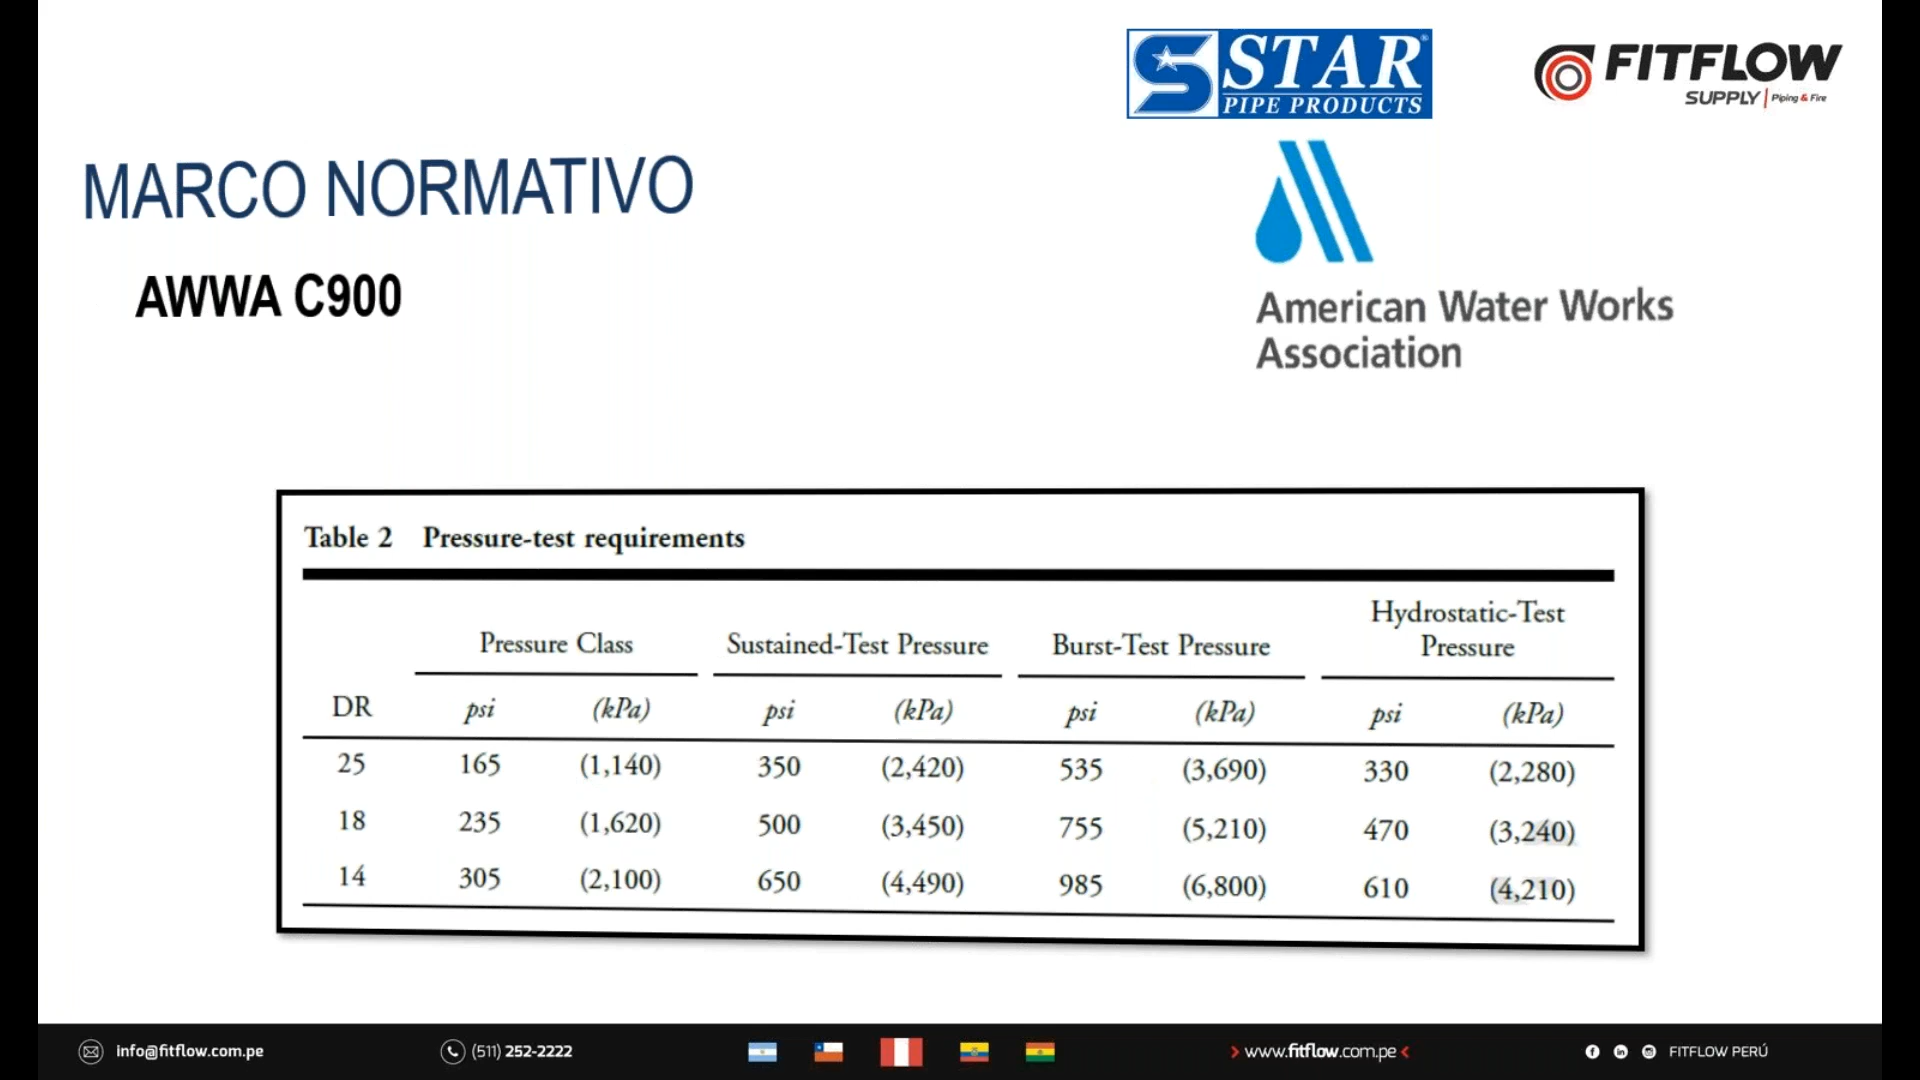 STAR®
PIPE PRODUCTS
FITFLOW
SUPPLY | Piping & Fire
MARCO NORMATIVO
AWWA C900
American Water Works
Association
Table 2 Pressure-test requirements
Pressure Class Sustained-Test Pressure Burst-Test Pressure Hydrostatic-Test Pressure
DR psi (kPa) psi (kPa) psi (kPa) psi (kPa)
25 165 (1,140) 350 (2,420) 535 (3,690) 330 (2,280)
18 235 (1,620) 500 (3,450) 755 (5,210) 470 (3,240)
14 305 (2,100) 650 (4,490) 985 (6,800) 610 (4,210)
info@fitflow.com.pe (511) 252-2222 www.fitflow.com.pe FITFLOW PERÚ